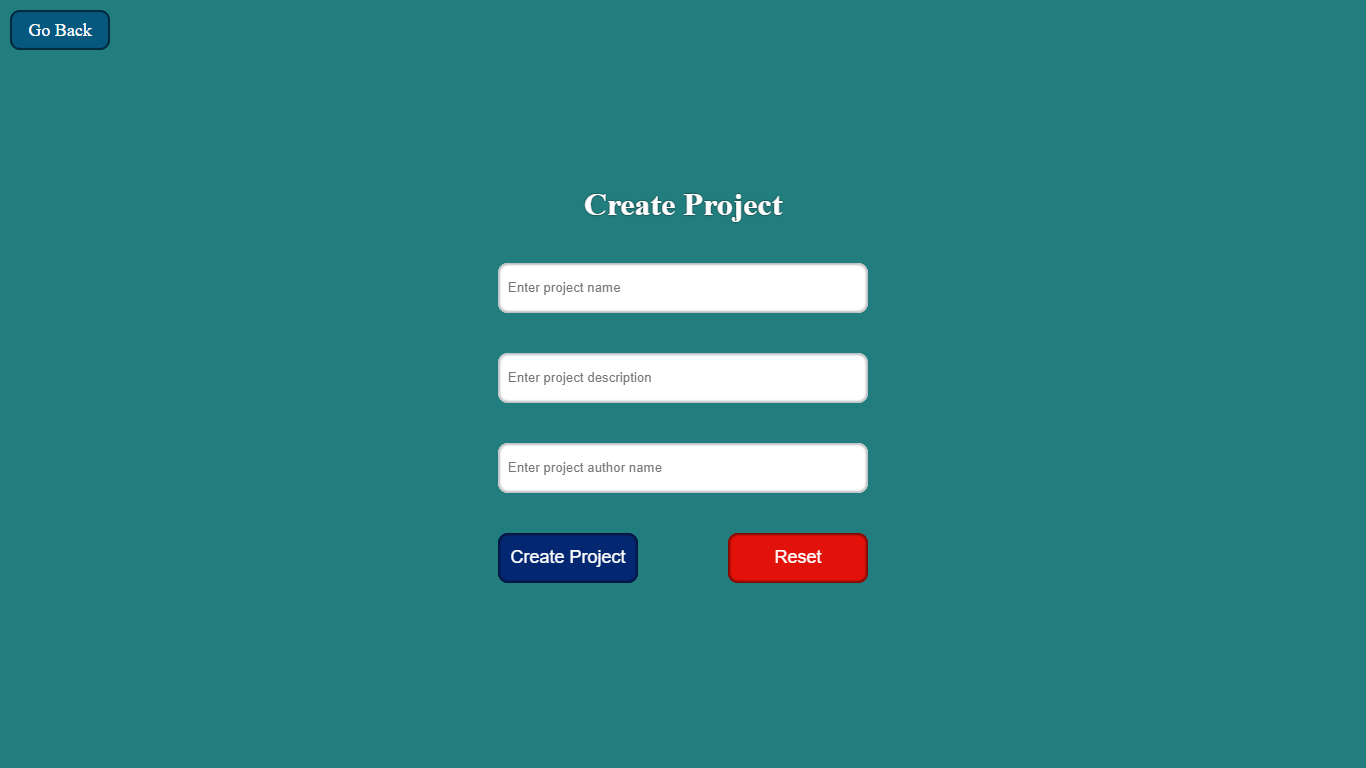 Go Back
Create Project
Enter project name
Enter project description
Enter project author name
Create Project
Reset